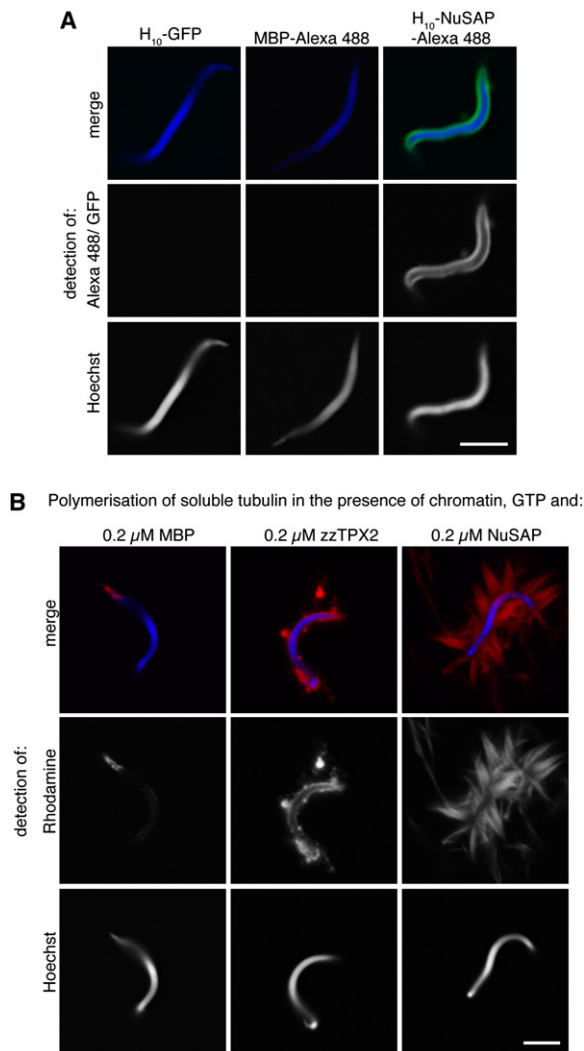 A
H₁₀-GFP
MBP-Alexa 488
H₁₀-NuSAP
-Alexa 488
merge
detection of:
Alexa 488/ GFP
Hoechst
B Polymerisation of soluble tubulin in the presence of chromatin, GTP and:
0.2 µM MBP
0.2 µM zzTPX2
0.2 µM NuSAP
merge
detection of:
Rhodamine
Hoechst